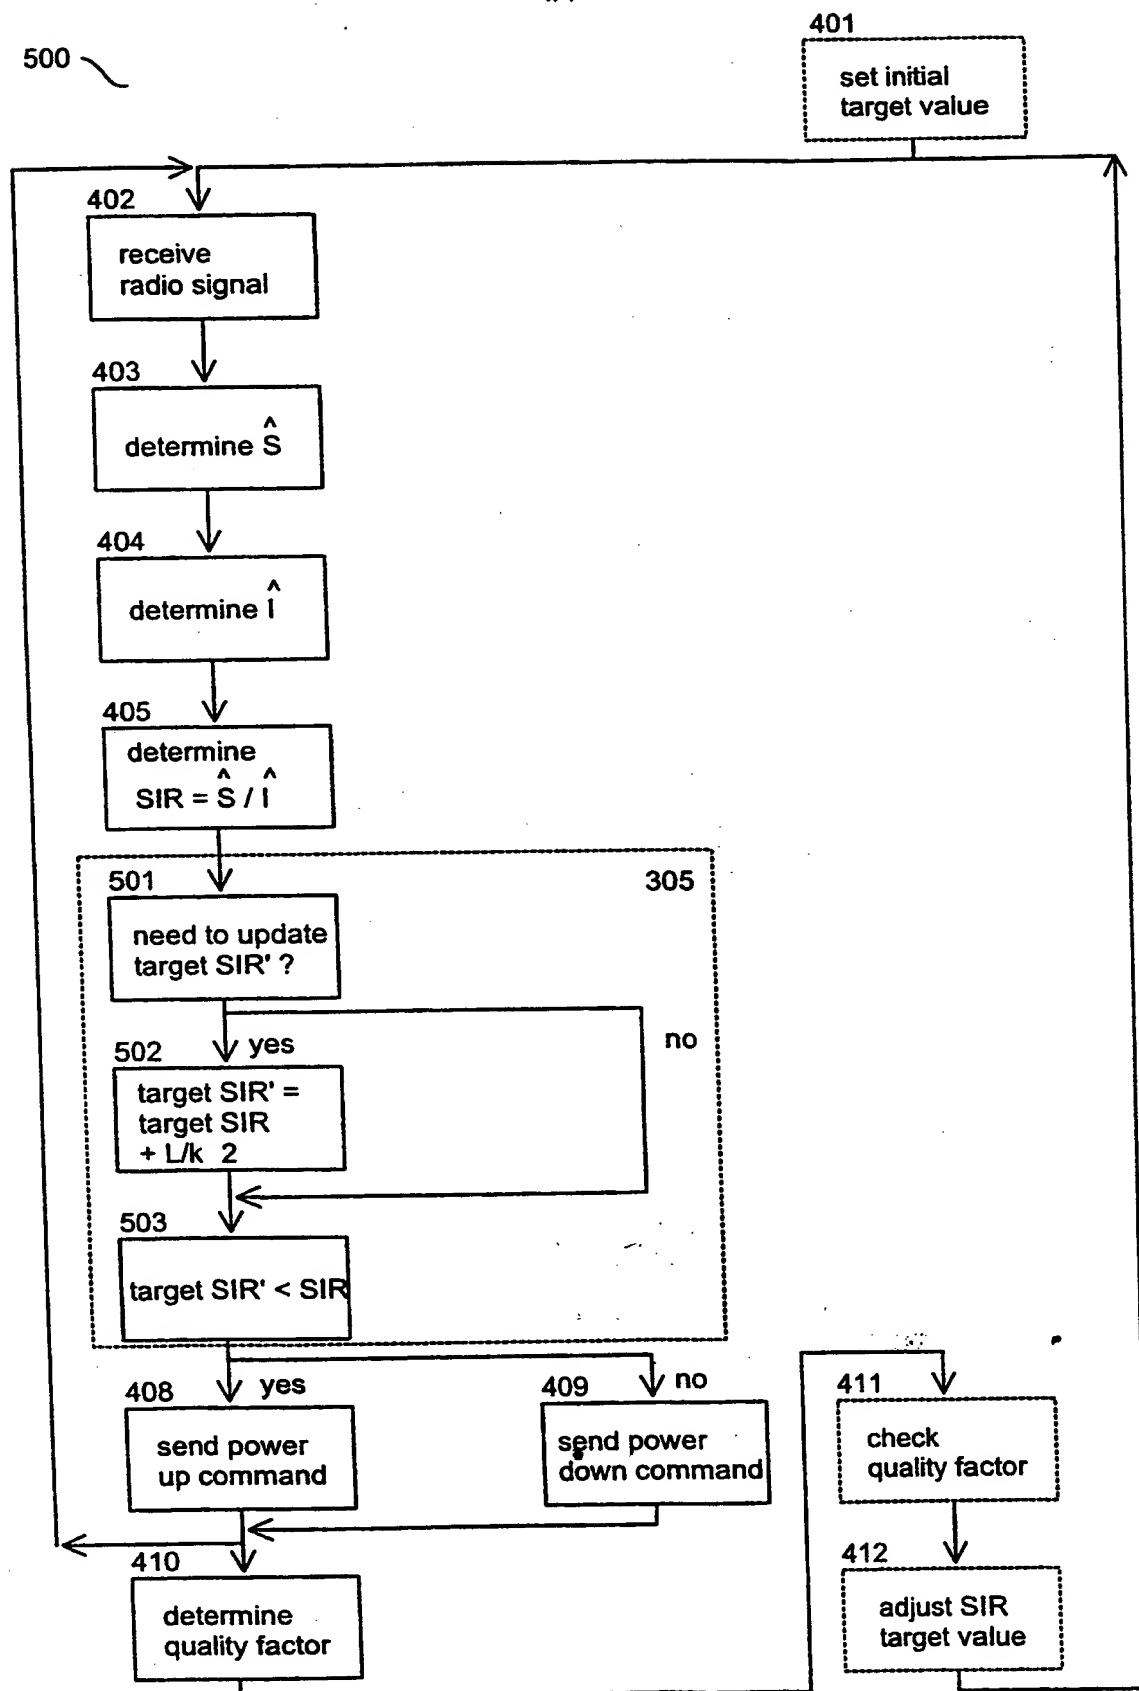 401
500
set initial
target value
402
receive
radio signal
403
determine Ŝ
404
determine Î
405
determine
SIR = Ŝ / Î
501
305
need to update
target SIR' ?
no
yes
502
target SIR' =
target SIR
+ L/k 2
503
target SIR' < SIR
yes
no
408
409
411
send power
up command
send power
down command
check
quality factor
410
412
determine
quality factor
adjust SIR
target value